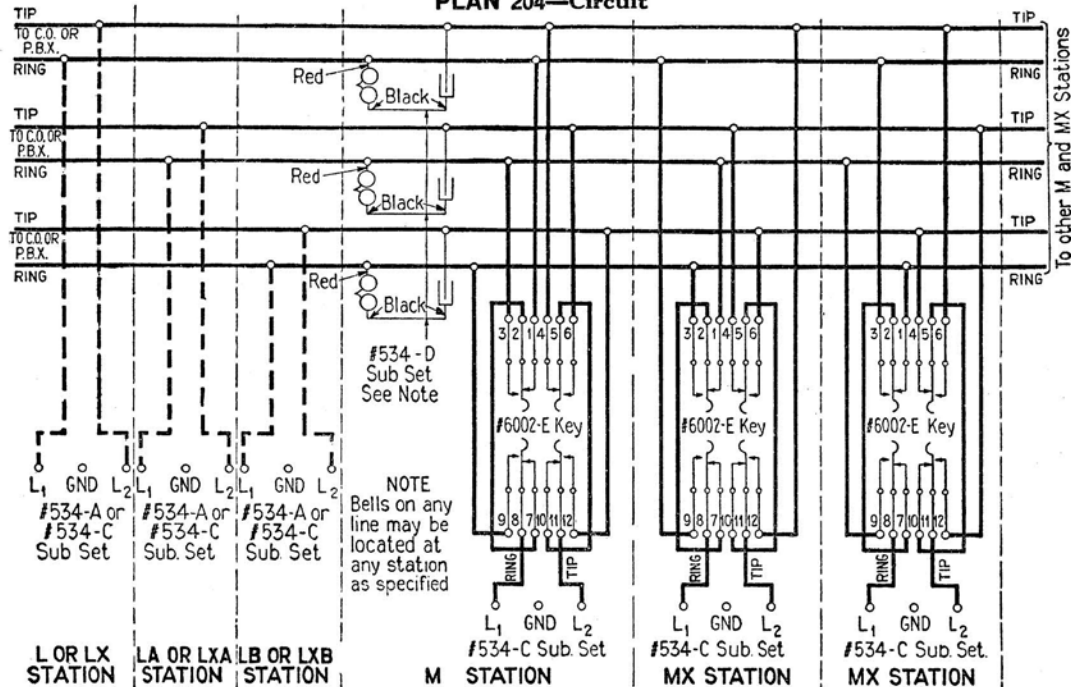 PLAN 204—Circuit
TIP
TO C.O. OR
P.B.X.
RING
TIP
TO C.O. OR
P.B.X.
RING
TIP
TO C.O. OR
P.B.X.
RING
Red
Black
Red
Black
Red
Black
TIP
RING
TIP
RING
TIP
RING
To other M and MX Stations
#534-D
Sub Set
See Note
NOTE
Bells on any
line may be
located at
any station
as specified
L1 GND L2
#534-A or
#534-C
Sub Set
L OR LX
STATION
L1 GND L2
#534-A or
#534-C
Sub. Set
LA OR LXA
STATION
L1 GND L2
#534-A or
#534-C
Sub Set
LB OR LXB
STATION
3 2 1 4 5 6
#6002-E Key
9 8 7 10 11 12
RING TIP
L1 GND L2
#534-C Sub. Set
M STATION
3 2 1 4 5 6
#6002-E Key
9 8 7 10 11 12
RING TIP
L1 GND L2
#534-C Sub Set
MX STATION
3 2 1 4 5 6
#6002-E Key
9 8 7 10 11 12
RING TIP
L1 GND L2
#534-C Sub Set.
MX STATION